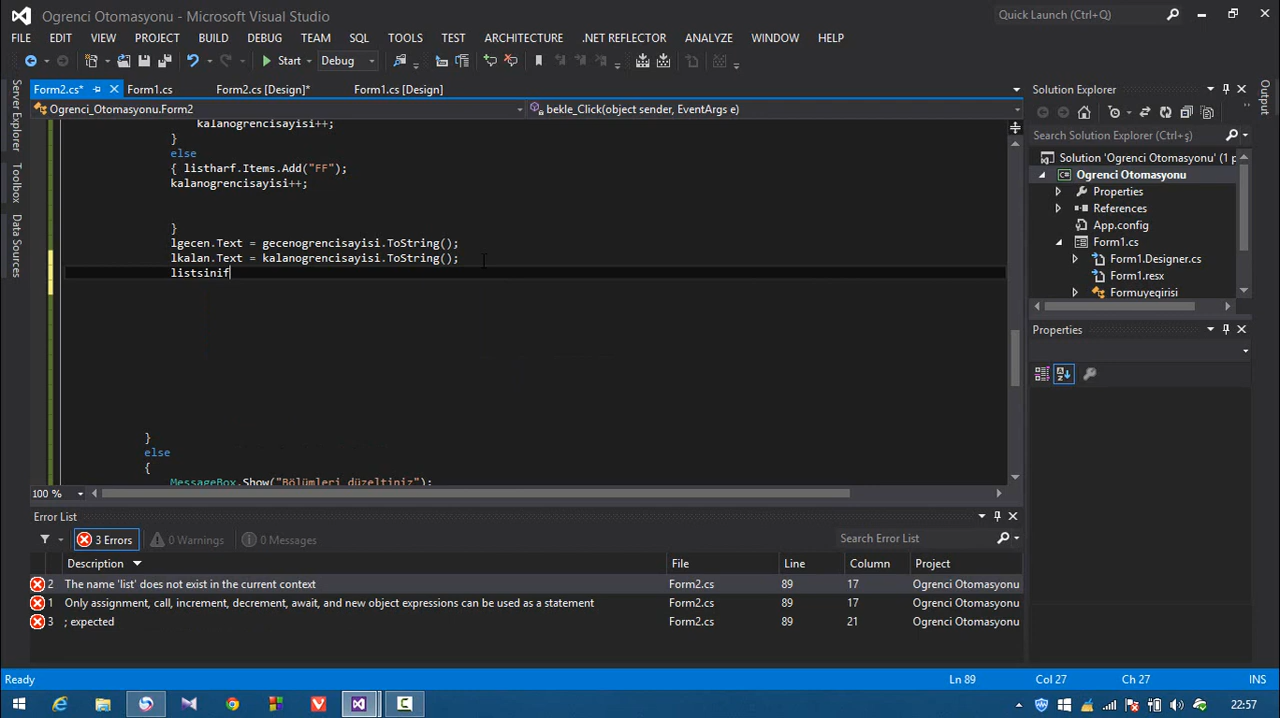 Ogrenci Otomasyonu - Microsoft Visual Studio
Quick Launch (Ctrl+Q)
FILE EDIT VIEW PROJECT BUILD DEBUG TEAM SQL TOOLS TEST ARCHITECTURE .NET REFLECTOR ANALYZE WINDOW HELP
Start Debug
Server Explorer
Toolbox
Data Sources
Form2.cs* Form1.cs Form2.cs [Design]* Form1.cs [Design]
Ogrenci_Otomasyonu.Form2 bekle_Click(object sender, EventArgs e)
kalanogrencisayisi++;
}
else
{ listharf.Items.Add("FF");
kalanogrencisayisi++;
}
lgecen.Text = gecenogrencisayisi.ToString();
lkalan.Text = kalanogrencisayisi.ToString();
listsinif
}
else
{
MessageBox.Show("Bölümleri düzeltiniz");
100 %
Solution Explorer
Search Solution Explorer (Ctrl+ş)
Solution 'Ogrenci Otomasyonu' (1 p
C# Ogrenci Otomasyonu
Properties
References
App.config
Form1.cs
Form1.Designer.cs
Form1.resx
Formuyegirisi
Output
Properties
Error List
3 Errors 0 Warnings 0 Messages Search Error List
Description File Line Column Project
2 The name 'list' does not exist in the current context Form2.cs 89 17 Ogrenci Otomasyonu
1 Only assignment, call, increment, decrement, await, and new object expressions can be used as a statement Form2.cs 89 17 Ogrenci Otomasyonu
3 ; expected Form2.cs 89 21 Ogrenci Otomasyonu
Ready Ln 89 Col 27 Ch 27 INS
22:57